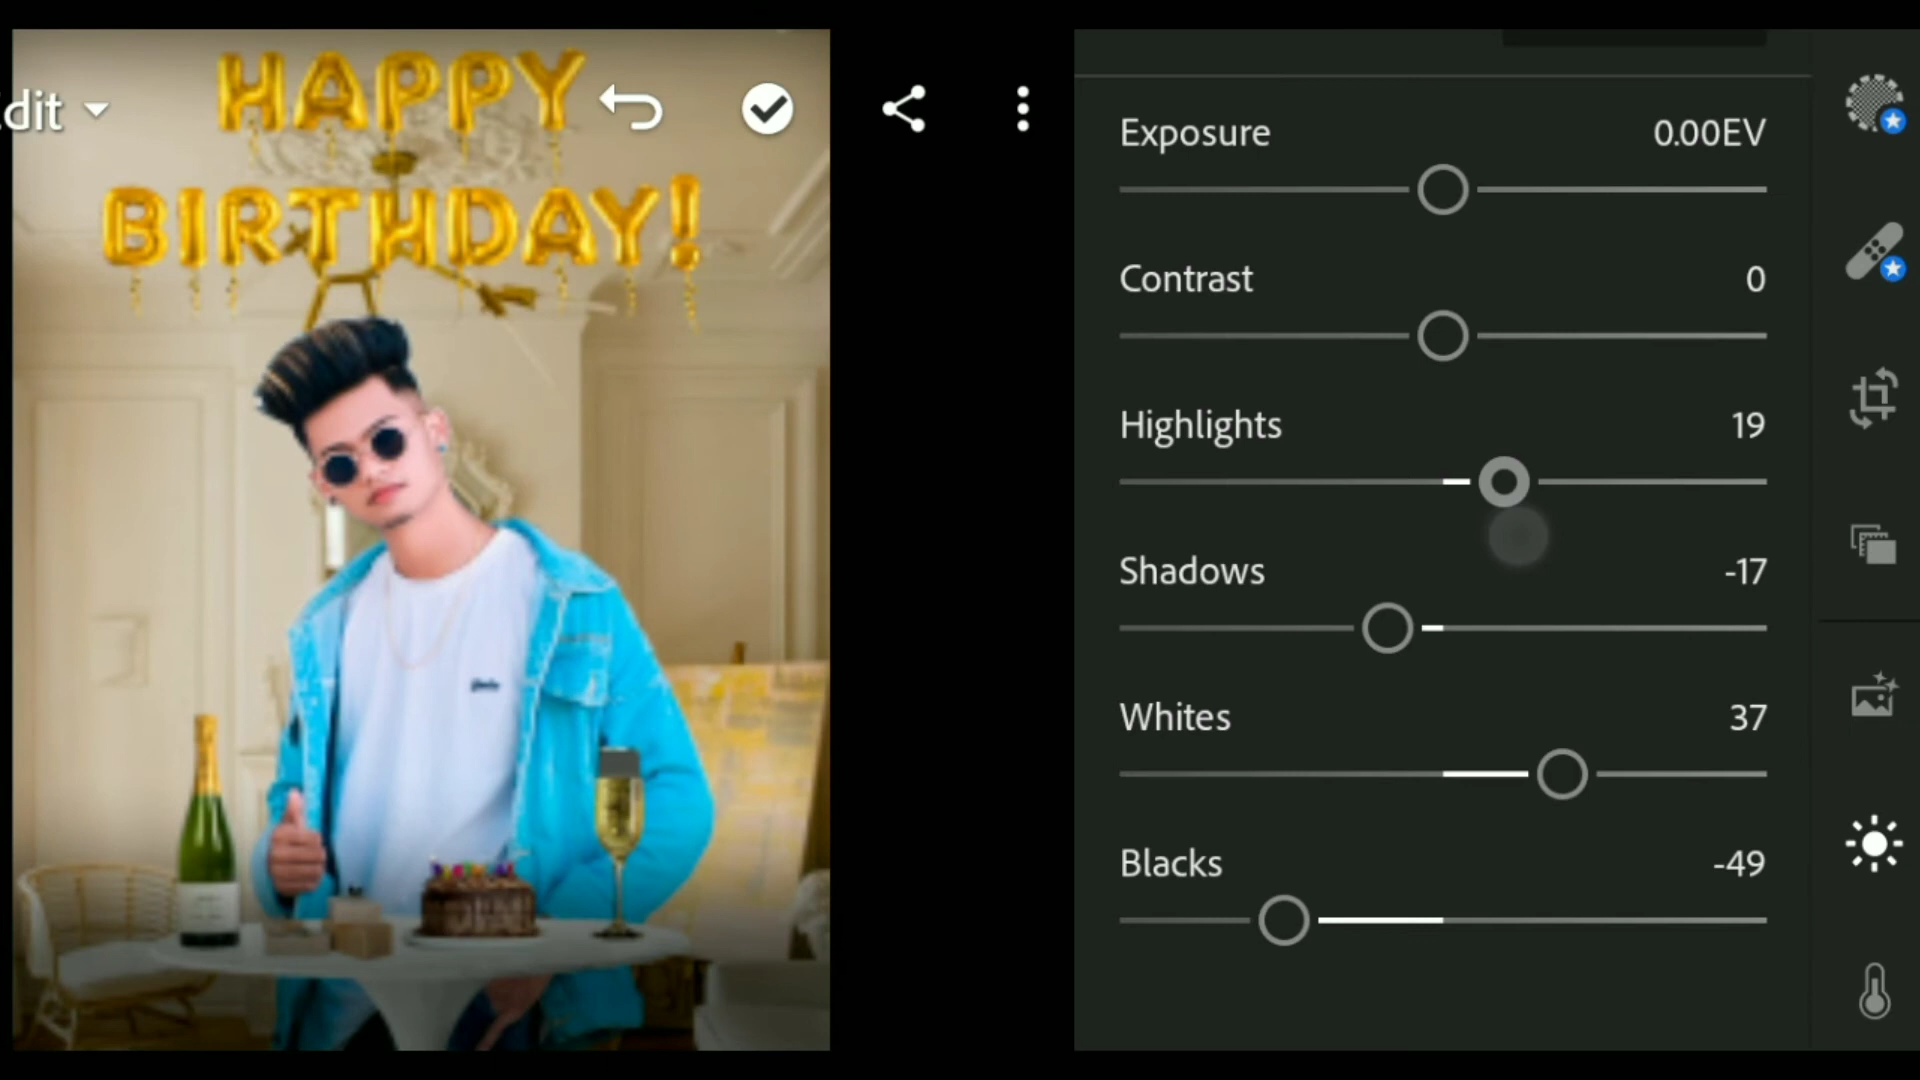 dit
HAPPY
BIRTHDAY!
Exposure 0.00EV
Contrast 0
Highlights 19
Shadows -17
Whites 37
Blacks -49